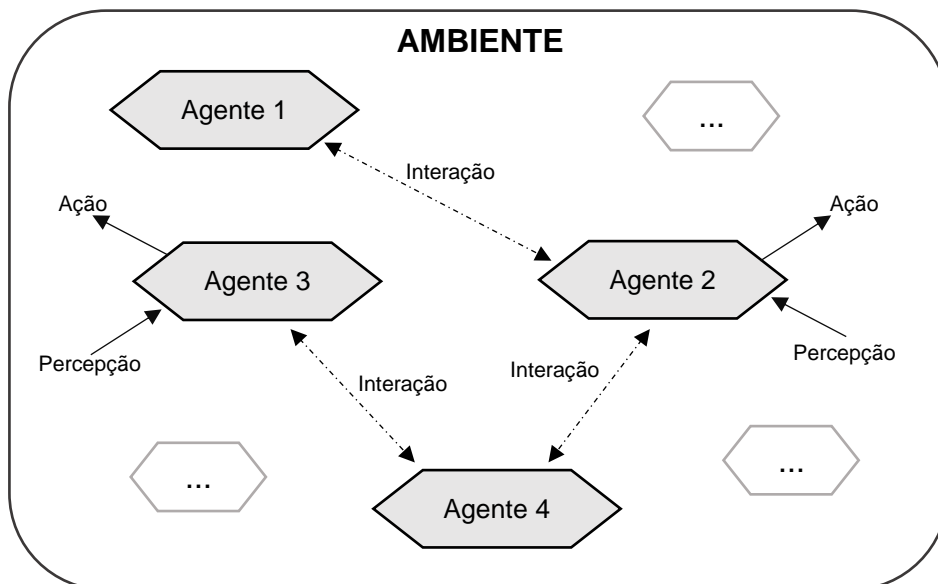 AMBIENTE
Agente 1
...
Interação
Ação
Ação
Agente 3
Agente 2
Percepção
Percepção
Interação
Interação
...
...
Agente 4